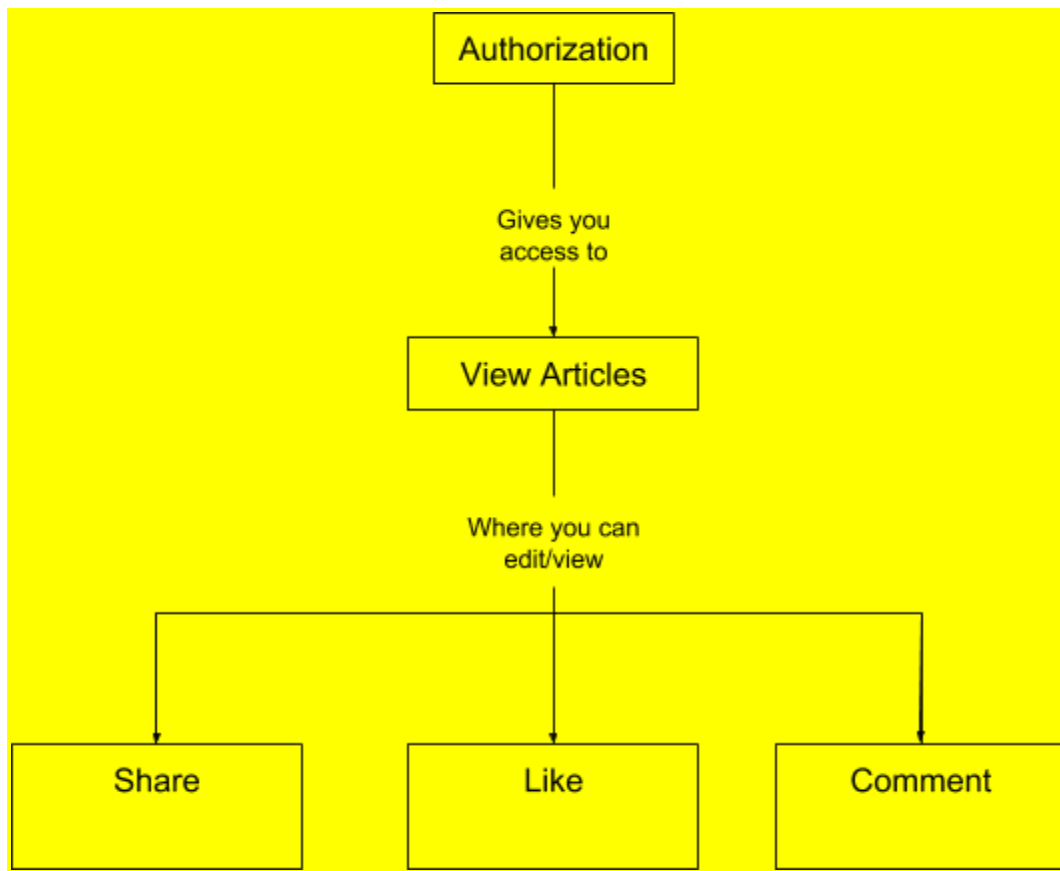 Authorization
Gives you
access to
View Articles
Where you can
edit/view
Share
Like
Comment